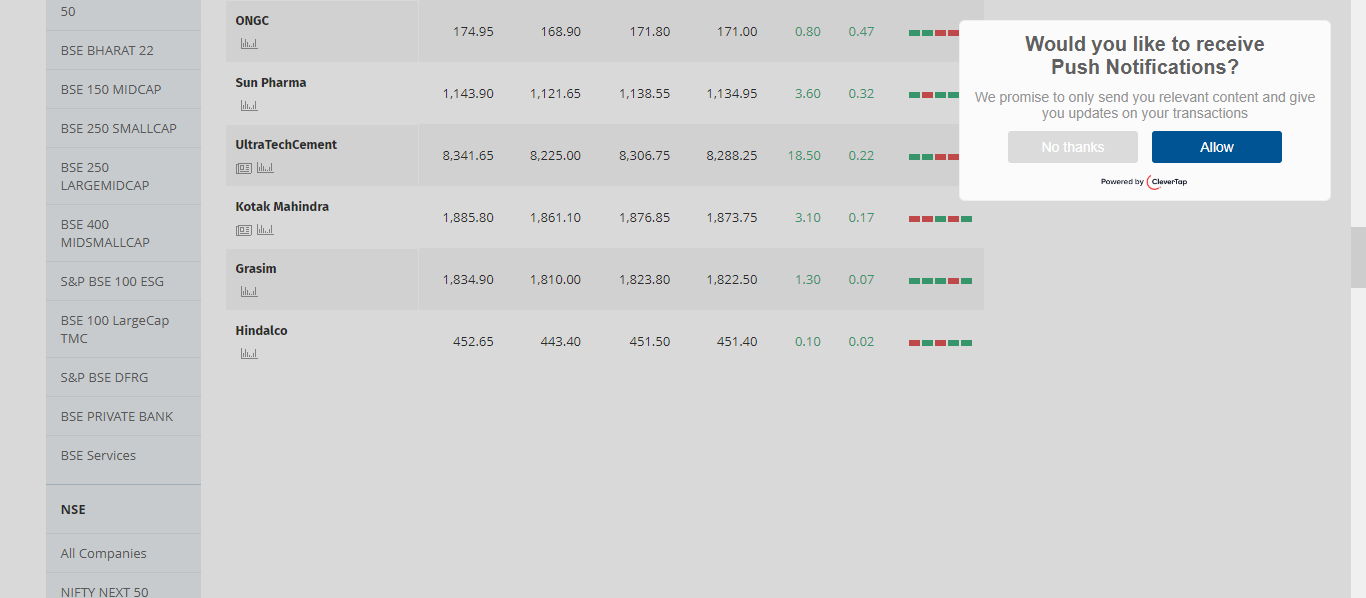 50
BSE BHARAT 22
BSE 150 MIDCAP
BSE 250 SMALLCAP
BSE 250
LARGEMIDCAP
BSE 400
MIDSMALLCAP
S&P BSE 100 ESG
BSE 100 LargeCap
TMC
S&P BSE DFRG
BSE PRIVATE BANK
BSE Services
NSE
All Companies
NIFTY NEXT 50
ONGC 174.95 168.90 171.80 171.00 0.80 0.47
Sun Pharma 1,143.90 1,121.65 1,138.55 1,134.95 3.60 0.32
UltraTechCement 8,341.65 8,225.00 8,306.75 8,288.25 18.50 0.22
Kotak Mahindra 1,885.80 1,861.10 1,876.85 1,873.75 3.10 0.17
Grasim 1,834.90 1,810.00 1,823.80 1,822.50 1.30 0.07
Hindalco 452.65 443.40 451.50 451.40 0.10 0.02
Would you like to receive
Push Notifications?
We promise to only send you relevant content and give
you updates on your transactions
No thanks Allow
Powered by CleverTap